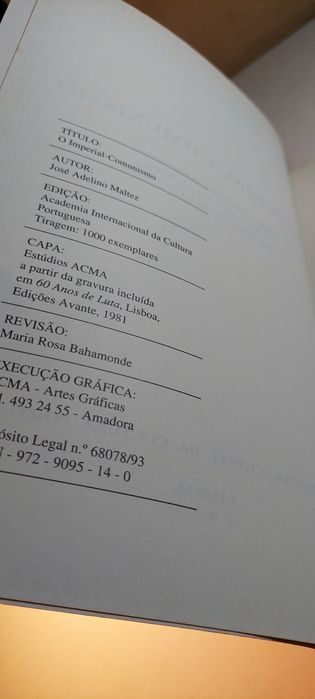 TÍTULO:
O Imperial-Comunismo
AUTOR:
José Adelino Maltez
EDIÇÃO:
Academia Internacional da Cultura
Portuguesa
Tiragem: 1000 exemplares
CAPA:
Estúdios ACMA
a partir da gravura incluída
em 60 Anos de Luta, Lisboa,
Edições Avante, 1981
REVISÃO:
Maria Rosa Bahamonde
EXECUÇÃO GRÁFICA:
CMA - Artes Gráficas
l. 493 24 55 - Amadora
ósito Legal n.º 68078/93
N - 972 - 9095 - 14 - 0